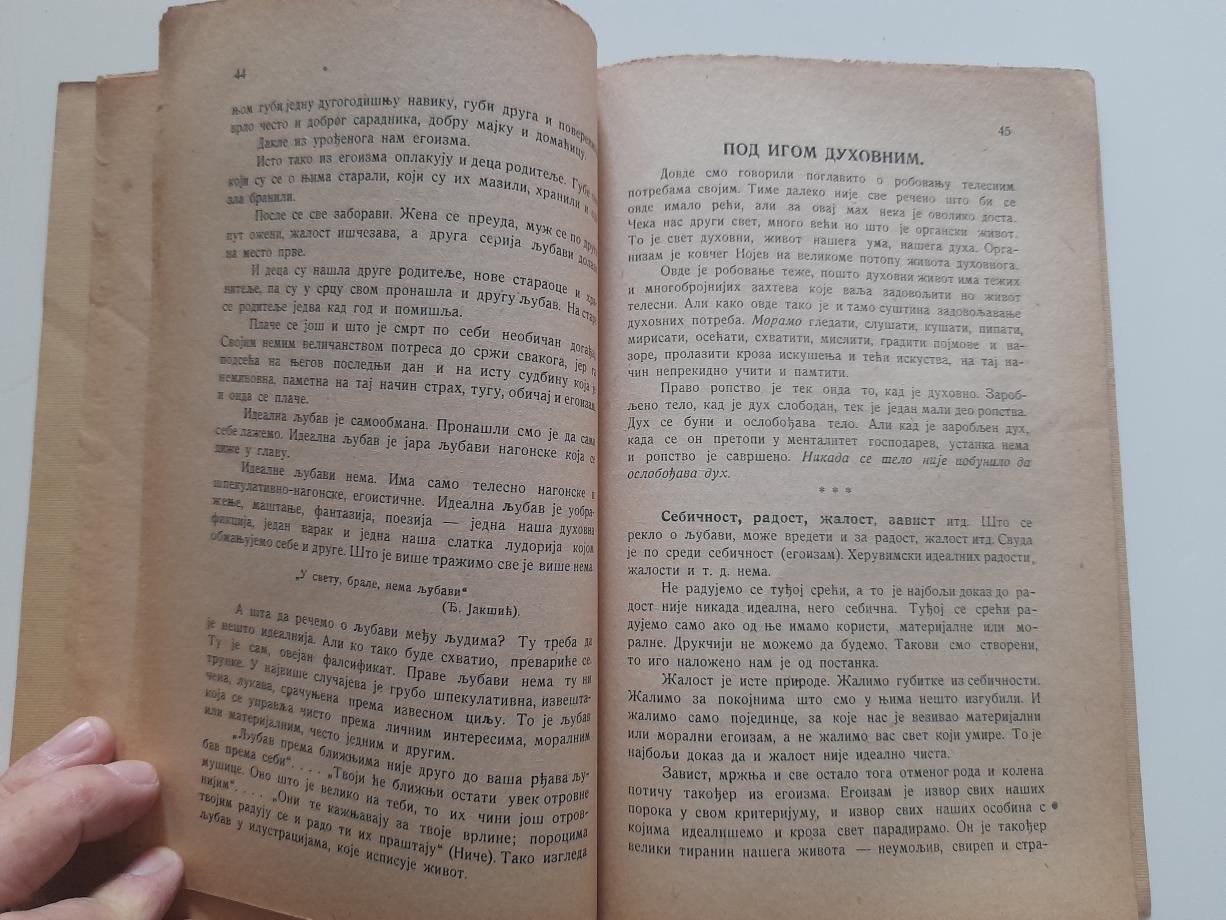 44
њом губи једну дугогодишњу навику, губи друга и
врло често и доброг сарадника, добру мајку и домаћицу.
Дакле из урођенога нам егоизма.
Исто тако из егоизма оплакују и деца родитеље. Губе
који су се о њима старали, који су их мазили, хранили и
зла бранили.
После се све заборави. Жена се преуда, муж се по
пут ожени, жалост ишчезава, а друга серија љубави
на место прве.
И деца су нашла друге родитеље, нове стараоце и
нитеље, па су у срцу свом пронашла и другу љубав. На
се родитеље једва кад год и помишља.
Плаче се још и што је смрт по себи необичан
Својим немим величанством потреса до сржи свакога, јер га
подсећа на његов последњи дан и на исту судбину која је
неминовна, паметна на тај начин страх, тугу, обичај и егоизам,
и онда се плаче.
Идеална љубав је самообмана. Пронашли смо је да сами
себе лажемо. Идеална љубав је јара љубави нагонске која се
диже у главу.
Идеалне љубави нема. Има само телесно нагонске и
шпекулативно-нагонске, егоистичне. Идеална љубав је уобра-
жење, маштање, фантазија, поезија — једна наша духовна
фикција, један варак и једна наша слатка лудорија којом
обмањујемо себе и друге. Што је више тражимо све је више нема
„У свету, брале, нема љубави“
(Ђ. Јакшић).
А шта да речемо о љубави међу људима? Ту треба да
је нешто идеалнија. Али ко тако буде схватио, превариће се.
Ту је сам, овејан фалсификат. Праве љубави нема ту ни
трунке. У највише случајева је грубо шпекулативна, извешта-
чена, лукава, срачуњена према извесном циљу. То је љубав
која се управља чисто према личним интересима, моралним
или материјалним, често једним и другим.
„Љубав према ближњима није друго до ваша рђава љу-
бав према себи“. . . . „Твоји ће ближњи остати увек отровне
мушице. Оно што је велико на теби, то их чини још отров-
нијим“. . . . „Они те кажњавају за твоје врлине; пороцима
твојим радују се и радо ти их праштају“ (Ниче). Тако изгледа
љубав у илустрацијама, које исписује живот.
45
ПОД ИГОМ ДУХОВНИМ.
Довде смо говорили поглавито о робовању телесним
потребама својим. Тиме далеко није све речено што би се
овде имало рећи, али за овај мах нека је оволико доста.
Чека нас други свет, много већи но што је органски живот.
То је свет духовни, живот нашега ума, нашега духа. Орга-
низам је ковчег Нојев на великоме потопу живота духовнога.
Овде је робовање теже, пошто духовни живот има тежих
и многобројнијих захтева које ваља задовољити но живот
телесни. Али како овде тако је и тамо суштина задовољавање
духовних потреба. Морамо гледати, слушати, кушати, пипати,
мирисати, осећати, схватити, мислити, градити појмове и на-
зоре, пролазити кроза искушења и тећи искуства, на тај на-
чин непрекидно учити и памтити.
Право ропство је тек онда то, кад је духовно. Зароб-
љено тело, кад је дух слободан, тек је један мали део ропства.
Дух се буни и ослобођава тело. Али кад је заробљен дух,
када се он претопи у менталитет господарев, устанка нема
и ропство је савршено. Никада се тело није побунило да
ослобођава дух.
* * *
Себичност, радост, жалост, завист итд. Што се
рекло о љубави, може вредети и за радост, жалост итд. Свуда
је по среди себичност (егоизам). Херувимски идеалних радости,
жалости и т. д. нема.
Не радујемо се туђој срећи, а то је најбољи доказ да ра-
дост није никада идеална, него себична. Туђој се срећи ра-
дујемо само ако од ње имамо користи, материјалне или мо-
ралне. Друкчији не можемо да будемо. Такови смо створени,
то иго наложено нам је од постанка.
Жалост је исте природе. Жалимо губитке из себичности.
Жалимо за покојнима што смо у њима нешто изгубили. И
жалимо само појединце, за које нас је везивао материјални
или морални егоизам, а не жалимо вас свет који умире. То је
најбољи доказ да и жалост није идеално чиста.
Завист, мржња и све остало тога отменог рода и колена
потичу такођер из егоизма. Егоизам је извор свих наших
порока у свом критеријуму, и извор свих наших особина с
којима идеалишемо и кроза свет парадирамо. Он је такођер
велики тиранин нашега живота — неумољив, свиреп и стра-